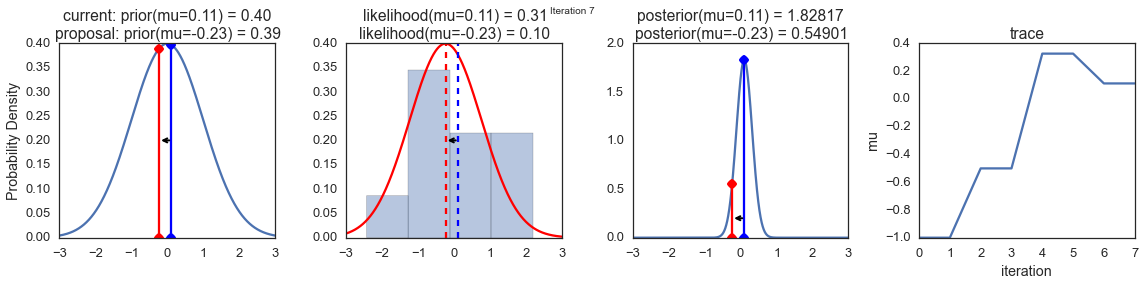 current: prior(mu=0.11) = 0.40
proposal: prior(mu=-0.23) = 0.39
Probability Density
0.40
0.35
0.30
0.25
0.20
0.15
0.10
0.05
0.00
−3 −2 −1 0 1 2 3
Iteration 7
likelihood(mu=0.11) = 0.31
likelihood(mu=-0.23) = 0.10
0.40
0.35
0.30
0.25
0.20
0.15
0.10
0.05
0.00
−3 −2 −1 0 1 2 3
posterior(mu=0.11) = 1.82817
posterior(mu=-0.23) = 0.54901
2.0
1.5
1.0
0.5
0.0
−3 −2 −1 0 1 2 3
trace
mu
0.4
0.2
0.0
−0.2
−0.4
−0.6
−0.8
−1.0
0 1 2 3 4 5 6 7
iteration